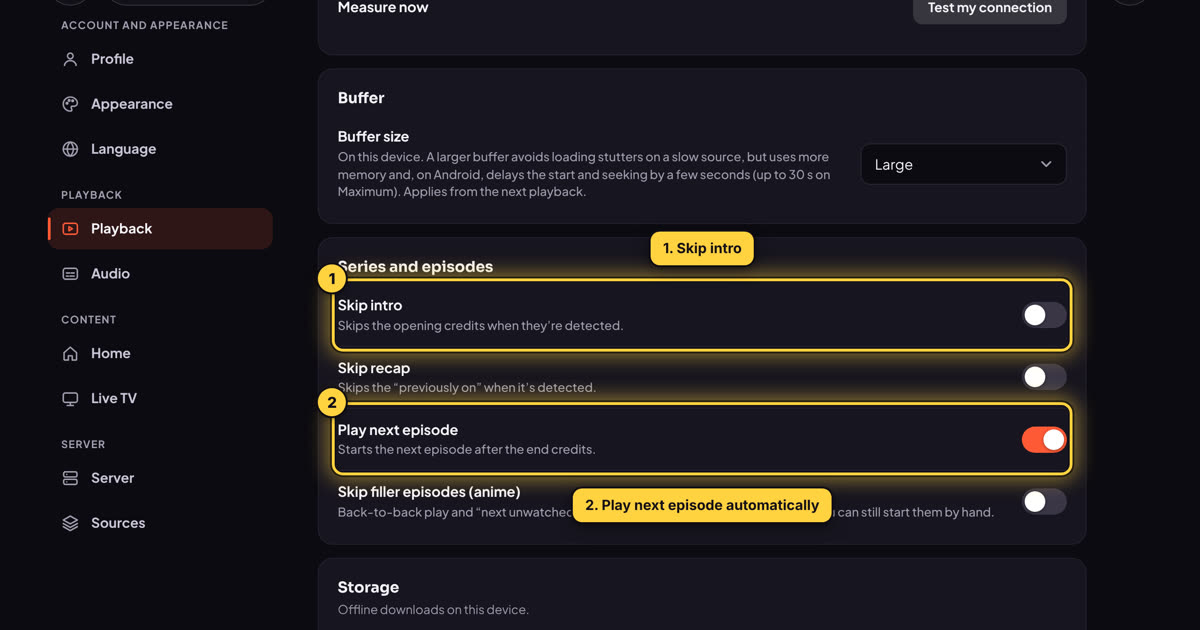 ACCOUNT AND APPEARANCE
Profile
Appearance
Language
PLAYBACK
Playback
Audio
CONTENT
Home
Live TV
SERVER
Server
Sources
Measure now
Test my connection
Buffer
Buffer size
On this device. A larger buffer avoids loading stutters on a slow source, but uses more
memory and, on Android, delays the start and seeking by a few seconds (up to 30 s on
Maximum). Applies from the next playback.
Large
1. Skip intro
Series and episodes
1
Skip intro
Skips the opening credits when they’re detected.
Skip recap
Skips the “previously on” when it’s detected.
2
Play next episode
Starts the next episode after the end credits.
Skip filler episodes (anime)
Back-to-back play and “next unwatched
can still start them by hand.
2. Play next episode automatically
Storage
Offline downloads on this device.